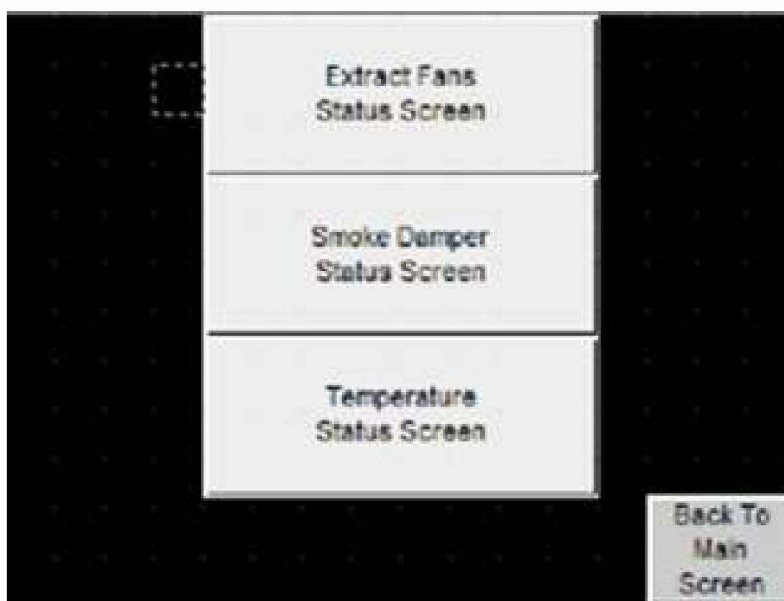 Extract Fans
Status Screen
Smoke Damper
Status Screen
Temperature
Status Screen
Back To
Main
Screen